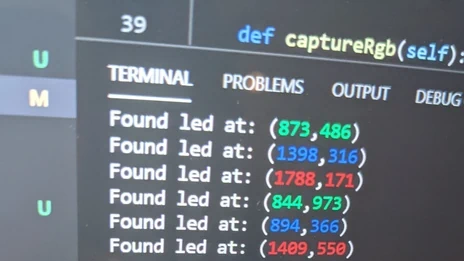 39 def captureRgb(self):
U
M
U
TERMINAL PROBLEMS OUTPUT DEBUG
Found led at: (873,486)
Found led at: (1398,316)
Found led at: (1788,171)
Found led at: (844,973)
Found led at: (894,366)
Found led at: (1409,550)